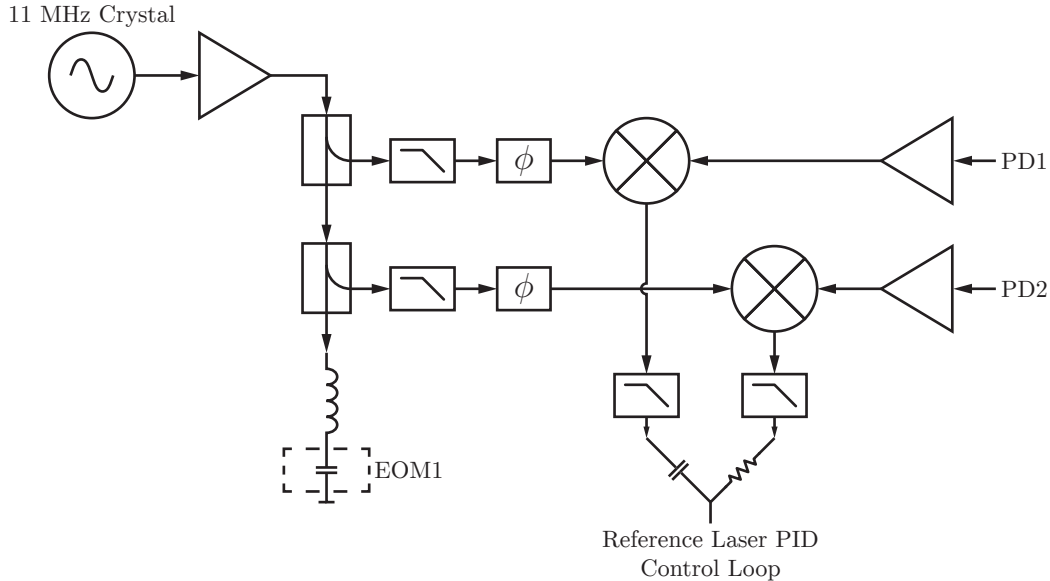 11 MHz Crystal
ϕ
PD1
ϕ
PD2
EOM1
Reference Laser PID
Control Loop